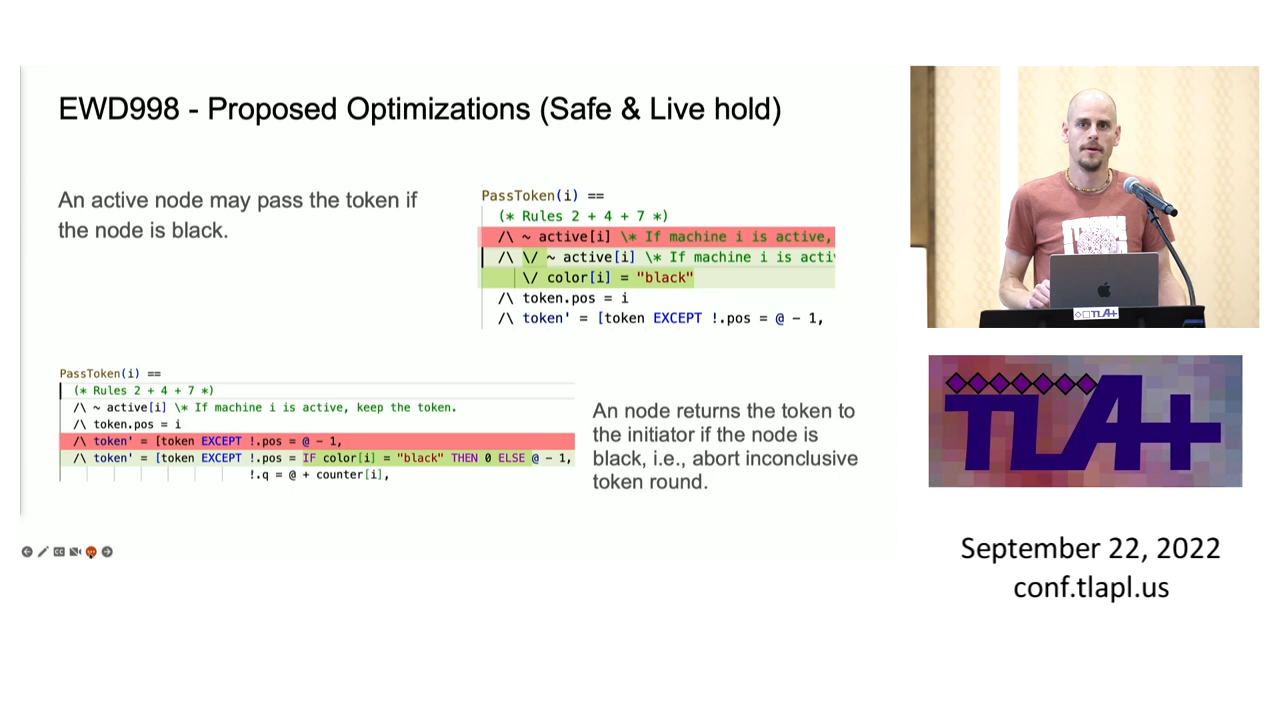 EWD998 - Proposed Optimizations (Safe & Live hold)
An active node may pass the token if
the node is black.
PassToken(i) ==
(* Rules 2 + 4 + 7 *)
/\ ~ active[i] \* If machine i is active,
/\ \/ ~ active[i] \* If machine i is acti
\/ color[i] = "black"
/\ token.pos = i
/\ token' = [token EXCEPT !.pos = @ - 1,
PassToken(i) ==
(* Rules 2 + 4 + 7 *)
/\ ~ active[i] \* If machine i is active, keep the token.
/\ token.pos = i
/\ token' = [token EXCEPT !.pos = @ - 1,
/\ token' = [token EXCEPT !.pos = IF color[i] = "black" THEN 0 ELSE @ - 1,
!.q = @ + counter[i],
An node returns the token to
the initiator if the node is
black, i.e., abort inconclusive
token round.
TLA+
TLA+
September 22, 2022
conf.tlapl.us